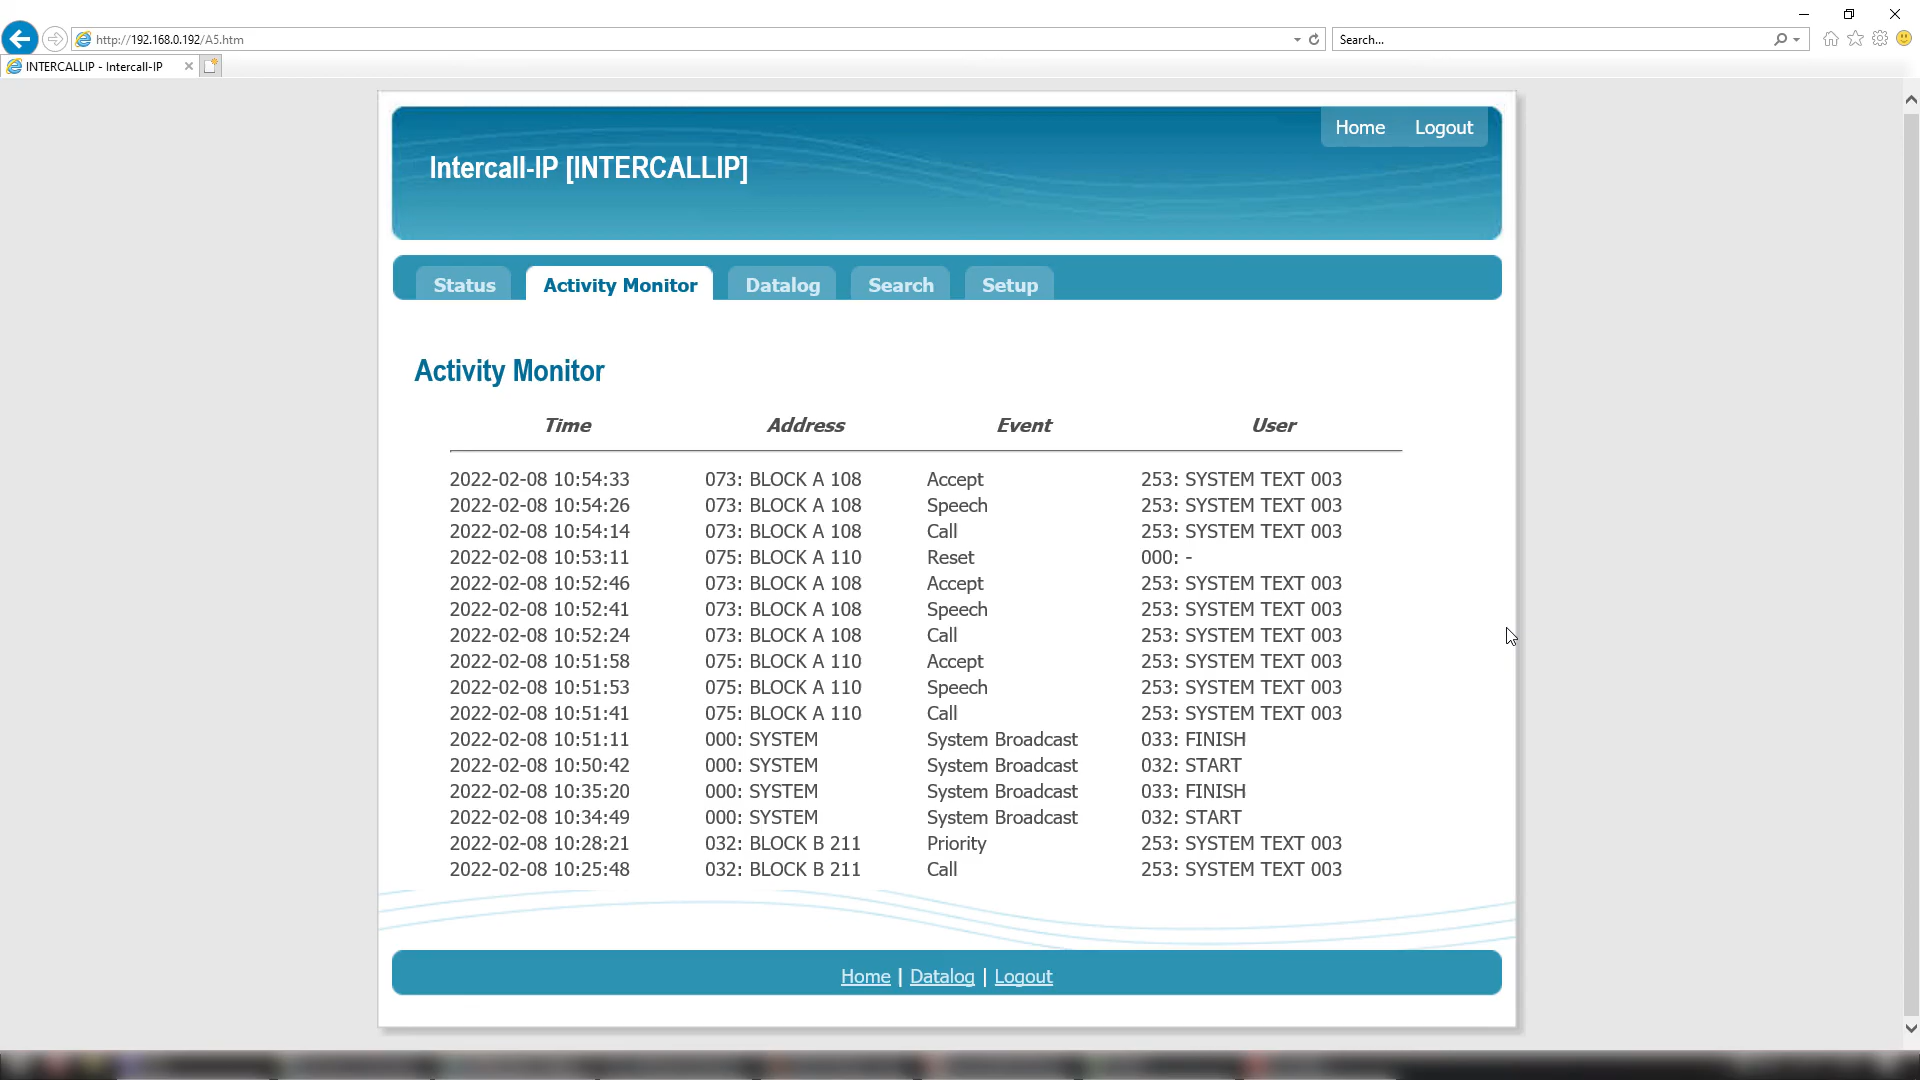 http://192.168.0.192/A5.htm
Search...
INTERCALLIP - Intercall-IP
Home Logout
Intercall-IP [INTERCALLIP]
Status Activity Monitor Datalog Search Setup
Activity Monitor
Time Address Event User
2022-02-08 10:54:33 073: BLOCK A 108 Accept 253: SYSTEM TEXT 003
2022-02-08 10:54:26 073: BLOCK A 108 Speech 253: SYSTEM TEXT 003
2022-02-08 10:54:14 073: BLOCK A 108 Call 253: SYSTEM TEXT 003
2022-02-08 10:53:11 075: BLOCK A 110 Reset 000: -
2022-02-08 10:52:46 073: BLOCK A 108 Accept 253: SYSTEM TEXT 003
2022-02-08 10:52:41 073: BLOCK A 108 Speech 253: SYSTEM TEXT 003
2022-02-08 10:52:24 073: BLOCK A 108 Call 253: SYSTEM TEXT 003
2022-02-08 10:51:58 075: BLOCK A 110 Accept 253: SYSTEM TEXT 003
2022-02-08 10:51:53 075: BLOCK A 110 Speech 253: SYSTEM TEXT 003
2022-02-08 10:51:41 075: BLOCK A 110 Call 253: SYSTEM TEXT 003
2022-02-08 10:51:11 000: SYSTEM System Broadcast 033: FINISH
2022-02-08 10:50:42 000: SYSTEM System Broadcast 032: START
2022-02-08 10:35:20 000: SYSTEM System Broadcast 033: FINISH
2022-02-08 10:34:49 000: SYSTEM System Broadcast 032: START
2022-02-08 10:28:21 032: BLOCK B 211 Priority 253: SYSTEM TEXT 003
2022-02-08 10:25:48 032: BLOCK B 211 Call 253: SYSTEM TEXT 003
Home | Datalog | Logout